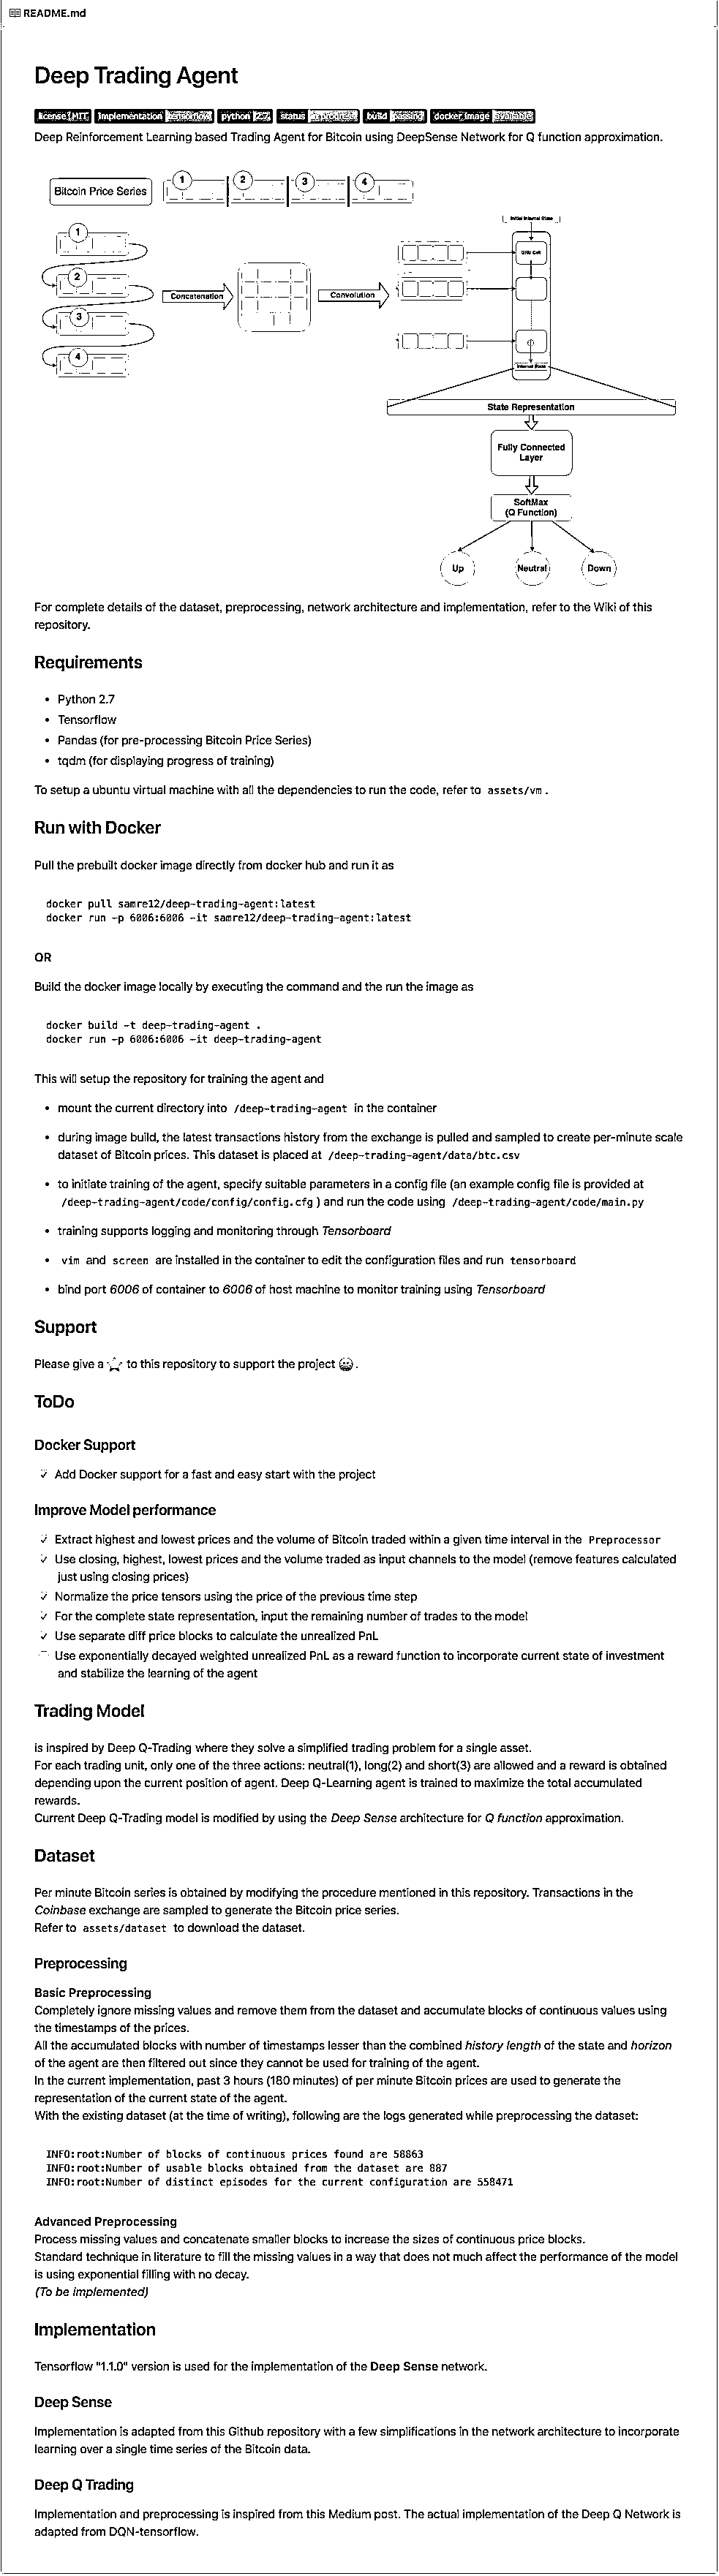 README.md
Deep Trading Agent
license MIT implementation tensorflow python 2.7 status in progress build passing docker image available
Deep Reinforcement Learning based Trading Agent for Bitcoin using DeepSense Network for Q function approximation.
Bitcoin Price Series
1 2 3 4
Initial Internal State
1
GRU Cell
2
Concatenation
Convolution
3
4
Internal State
State Representation
Fully Connected
Layer
SoftMax
(Q Function)
Up Neutral Down
For complete details of the dataset, preprocessing, network architecture and implementation, refer to the Wiki of this
repository.
Requirements
• Python 2.7
• Tensorflow
• Pandas (for pre-processing Bitcoin Price Series)
• tqdm (for displaying progress of training)
To setup a ubuntu virtual machine with all the dependencies to run the code, refer to assets/vm .
Run with Docker
Pull the prebuilt docker image directly from docker hub and run it as
docker pull samre12/deep-trading-agent:latest
docker run -p 6006:6006 -it samre12/deep-trading-agent:latest
OR
Build the docker image locally by executing the command and the run the image as
docker build -t deep-trading-agent .
docker run -p 6006:6006 -it deep-trading-agent
This will setup the repository for training the agent and
• mount the current directory into /deep-trading-agent in the container
• during image build, the latest transactions history from the exchange is pulled and sampled to create per-minute scale
dataset of Bitcoin prices. This dataset is placed at /deep-trading-agent/data/btc.csv
• to initiate training of the agent, specify suitable parameters in a config file (an example config file is provided at
/deep-trading-agent/code/config/config.cfg ) and run the code using /deep-trading-agent/code/main.py
• training supports logging and monitoring through Tensorboard
• vim and screen are installed in the container to edit the configuration files and run tensorboard
• bind port 6006 of container to 6006 of host machine to monitor training using Tensorboard
Support
Please give a ⭐ to this repository to support the project 😀 .
ToDo
Docker Support
✓ Add Docker support for a fast and easy start with the project
Improve Model performance
✓ Extract highest and lowest prices and the volume of Bitcoin traded within a given time interval in the Preprocessor
✓ Use closing, highest, lowest prices and the volume traded as input channels to the model (remove features calculated
just using closing prices)
✓ Normalize the price tensors using the price of the previous time step
✓ For the complete state representation, input the remaining number of trades to the model
✓ Use separate diff price blocks to calculate the unrealized PnL
Use exponentially decayed weighted unrealized PnL as a reward function to incorporate current state of investment
and stabilize the learning of the agent
Trading Model
is inspired by Deep Q-Trading where they solve a simplified trading problem for a single asset.
For each trading unit, only one of the three actions: neutral(1), long(2) and short(3) are allowed and a reward is obtained
depending upon the current position of agent. Deep Q-Learning agent is trained to maximize the total accumulated
rewards.
Current Deep Q-Trading model is modified by using the Deep Sense architecture for Q function approximation.
Dataset
Per minute Bitcoin series is obtained by modifying the procedure mentioned in this repository. Transactions in the
Coinbase exchange are sampled to generate the Bitcoin price series.
Refer to assets/dataset to download the dataset.
Preprocessing
Basic Preprocessing
Completely ignore missing values and remove them from the dataset and accumulate blocks of continuous values using
the timestamps of the prices.
All the accumulated blocks with number of timestamps lesser than the combined history length of the state and horizon
of the agent are then filtered out since they cannot be used for training of the agent.
In the current implementation, past 3 hours (180 minutes) of per minute Bitcoin prices are used to generate the
representation of the current state of the agent.
With the existing dataset (at the time of writing), following are the logs generated while preprocessing the dataset:
INFO:root:Number of blocks of continuous prices found are 58863
INFO:root:Number of usable blocks obtained from the dataset are 887
INFO:root:Number of distinct episodes for the current configuration are 558471
Advanced Preprocessing
Process missing values and concatenate smaller blocks to increase the sizes of continuous price blocks.
Standard technique in literature to fill the missing values in a way that does not much affect the performance of the model
is using exponential filling with no decay.
(To be implemented)
Implementation
Tensorflow "1.1.0" version is used for the implementation of the Deep Sense network.
Deep Sense
Implementation is adapted from this Github repository with a few simplifications in the network architecture to incorporate
learning over a single time series of the Bitcoin data.
Deep Q Trading
Implementation and preprocessing is inspired from this Medium post. The actual implementation of the Deep Q Network is
adapted from DQN-tensorflow.